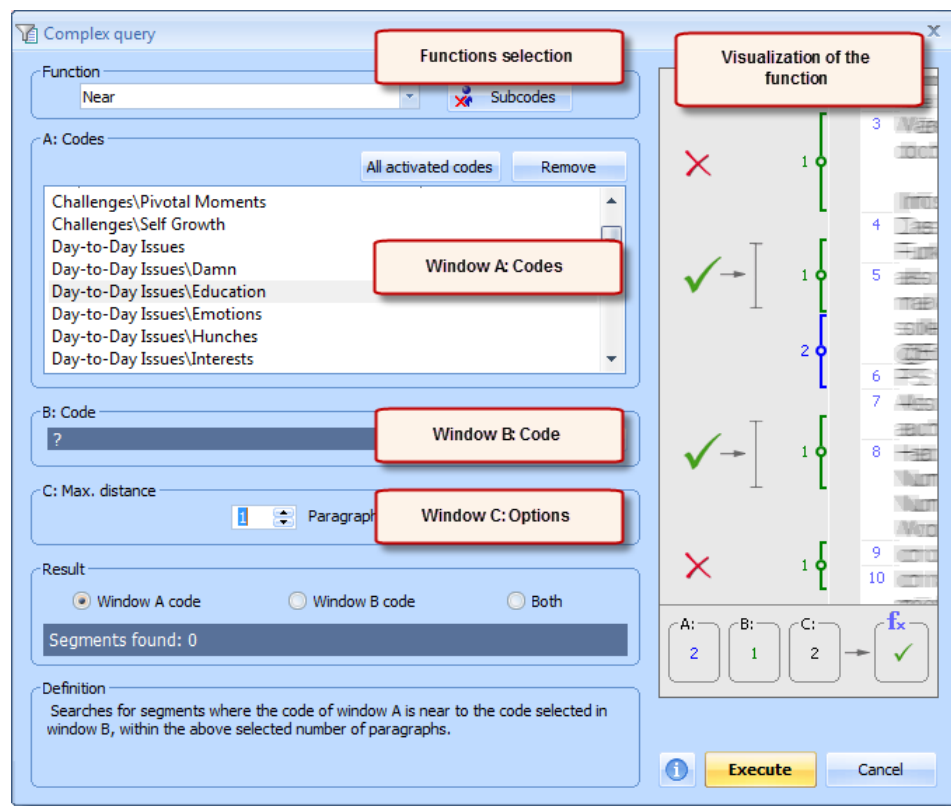 Complex query
Functions selection
Visualization of the
function
Function
Near
Subcodes
A: Codes
All activated codes
Remove
Challenges\Pivotal Moments
Challenges\Self Growth
Day-to-Day Issues
Day-to-Day Issues\Damn
Day-to-Day Issues\Education
Day-to-Day Issues\Emotions
Day-to-Day Issues\Hunches
Day-to-Day Issues\Interests
Window A: Codes
B: Code
?
Window B: Code
C: Max. distance
1
Paragraph
Window C: Options
Result
Window A code
Window B code
Both
Segments found: 0
Definition
Searches for segments where the code of window A is near to the code selected in
window B, within the above selected number of paragraphs.
3
1
4
1
5
2
6
7
1
8
9
1
10
A:
2
B:
1
C:
2
fx
Execute
Cancel